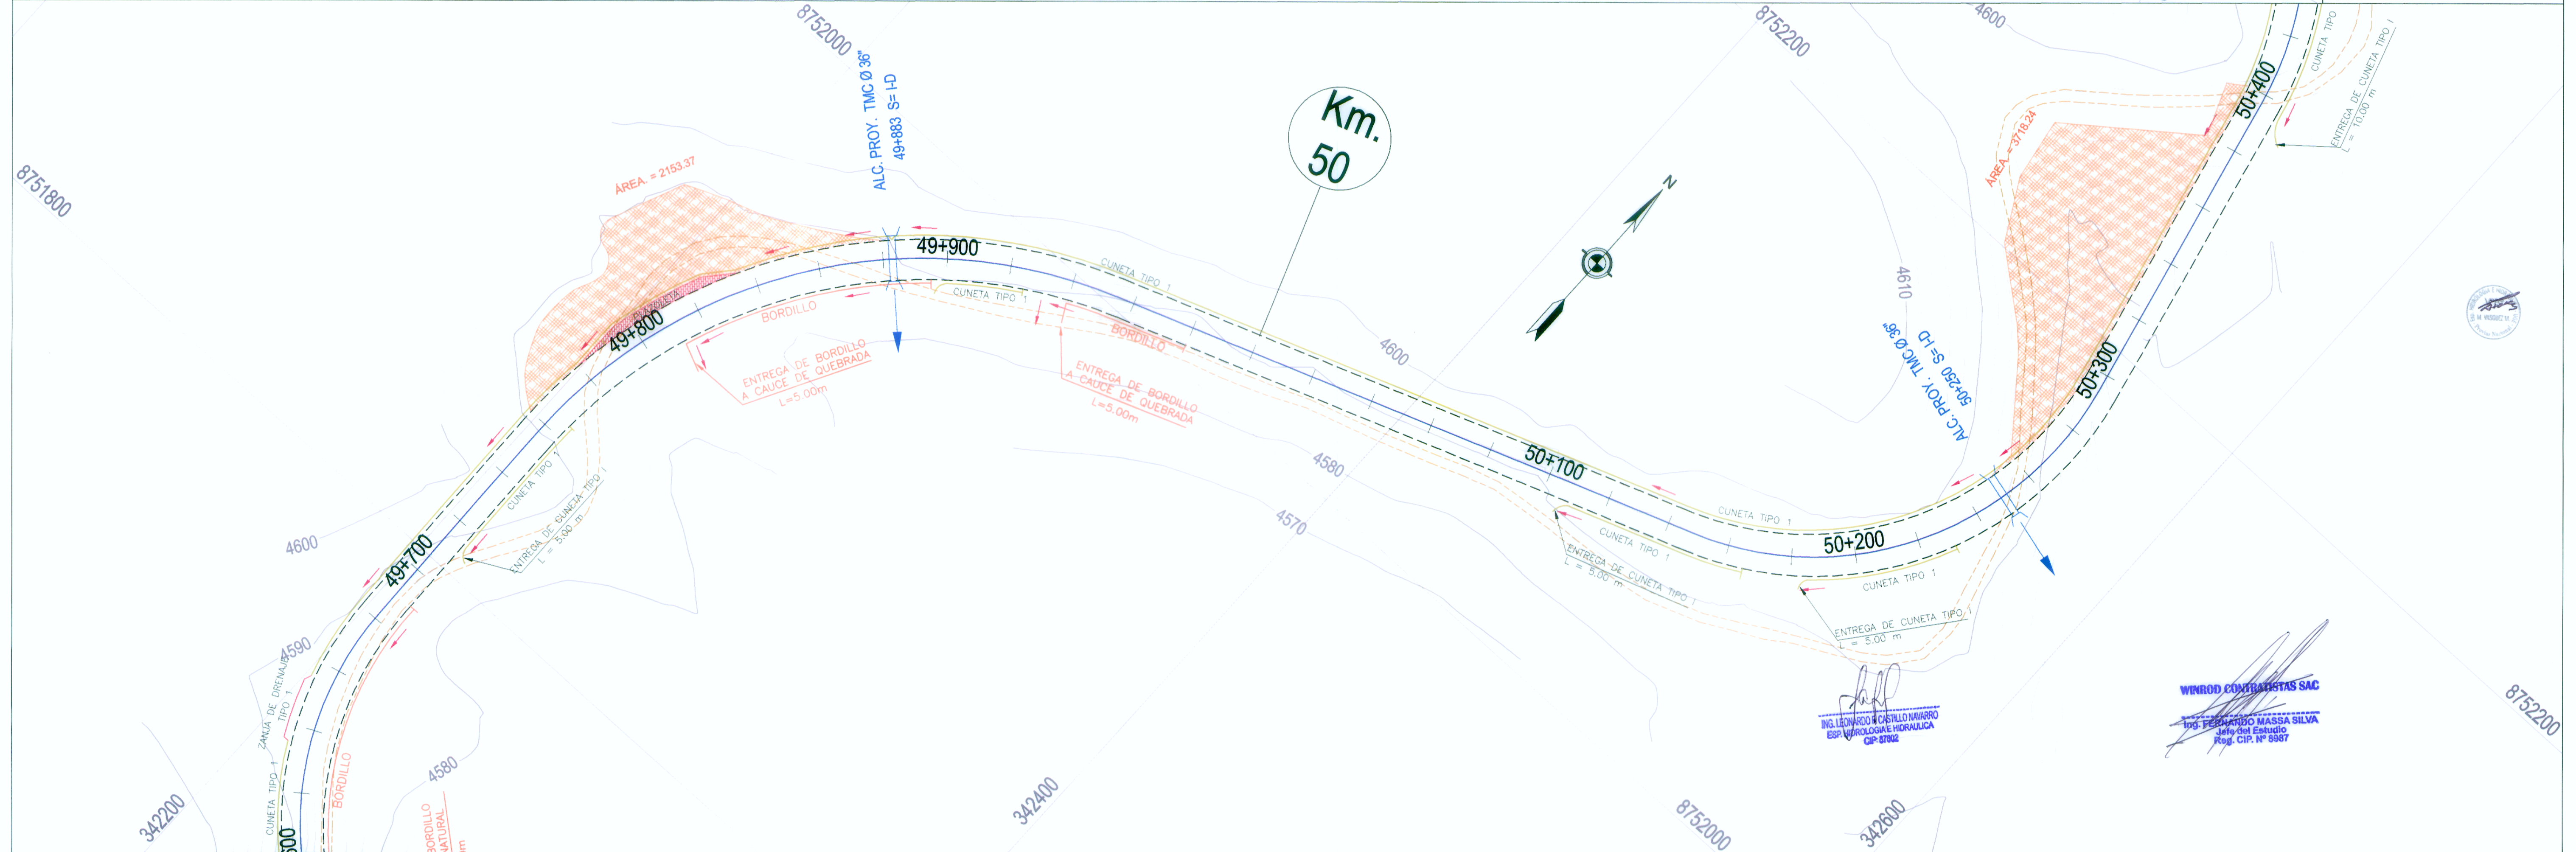 8752000
8752200
4600
8751800
ÁREA. = 2153.37
ALC. PROY. TMC Ø 36"
49+883 S= I-D
Km.
50
N
49+900
CUNETA TIPO 1
CUNETA TIPO 1
BORDILLO
ENTREGA DE BORDILLO
A CAUCE DE QUEBRADA
L=5.00m
BORDILLO
ENTREGA DE BORDILLO
A CAUCE DE QUEBRADA
L=5.00m
49+800
CUNETA TIPO 1
ENTREGA DE CUNETA TIPO I
L = 5.00 m
4600
49+700
4590
ZANJA DE DRENAJE
TIPO 1
CUNETA TIPO 1
BORDILLO
4580
BORDILLO
NATURAL
342200
342400
4600
4580
4570
50+100
CUNETA TIPO 1
CUNETA TIPO 1
ENTREGA DE CUNETA TIPO I
L = 5.00 m
50+200
CUNETA TIPO 1
ENTREGA DE CUNETA TIPO I
L = 5.00 m
4610
ALC. PROY. TMC Ø 36"
50+250 S= I-D
ÁREA. = 3718.24
50+300
50+400
CUNETA TIPO
ENTREGA DE CUNETA TIPO I
L = 10.00 m
ING. LEONARDO F. CASTILLO NAVARRO
ESP. HIDROLOGIA E HIDRAULICA
CIP: 87902
WINROD CONTRATISTAS SAC
Ing. FERNANDO MASSA SILVA
Jefe del Estudio
Reg. CIP. Nº 8987
8752000
342600
8752200